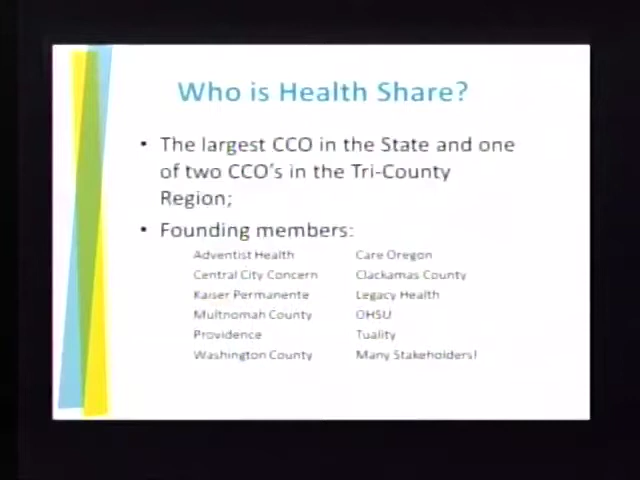 Who is Health Share?
• The largest CCO in the State and one
of two CCO's in the Tri-County
Region;
• Founding members:
Adventist Health Care Oregon
Central City Concern Clackamas County
Kaiser Permanente Legacy Health
Multnomah County OHSU
Providence Tuality
Washington County Many Stakeholders!